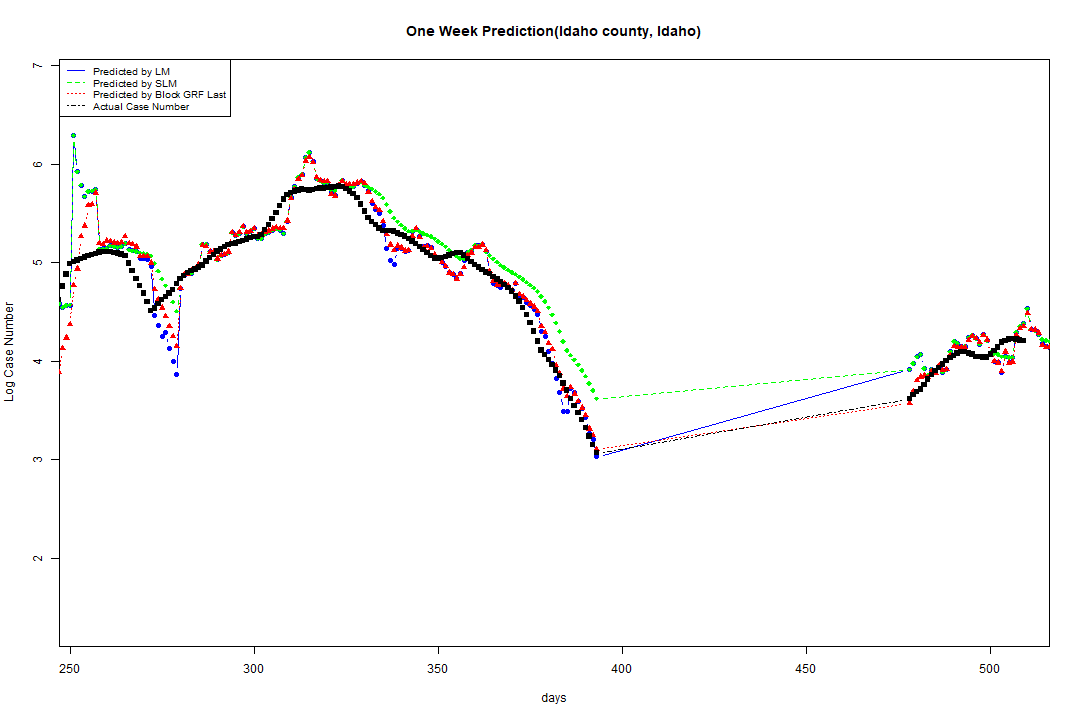 One Week Prediction(Idaho county, Idaho)
Predicted by LM
Predicted by SLM
Predicted by Block GRF Last
Actual Case Number
7
6
5
4
3
2
Log Case Number
250 300 350 400 450 500
days